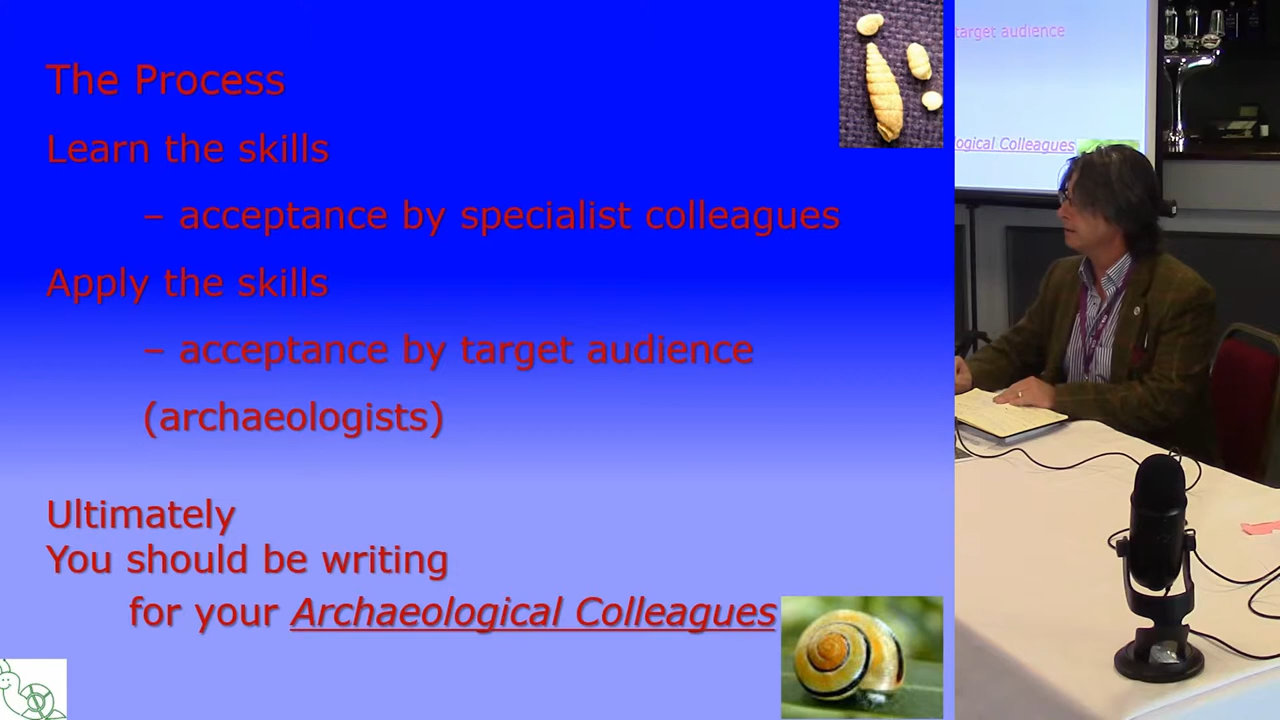 The Process
Learn the skills
– acceptance by specialist colleagues
Apply the skills
– acceptance by target audience
(archaeologists)
Ultimately
You should be writing
for your Archaeological Colleagues
target audience
ological Colleagues